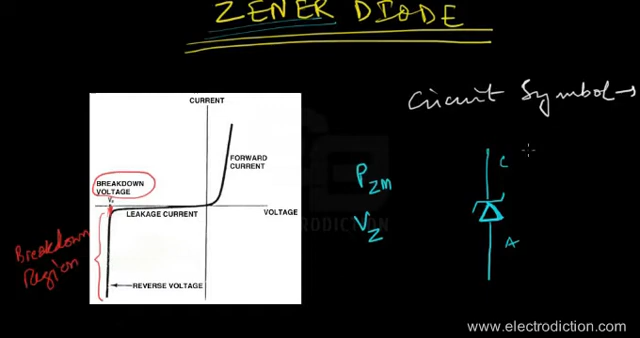 ZENER DIODE
Circuit Symbol→
CURRENT
FORWARD
CURRENT
BREAKDOWN
VOLTAGE
LEAKAGE CURRENT
VOLTAGE
REVERSE VOLTAGE
Breakdown
Region
PZM
VZ
C
A
www.electrodiction.com